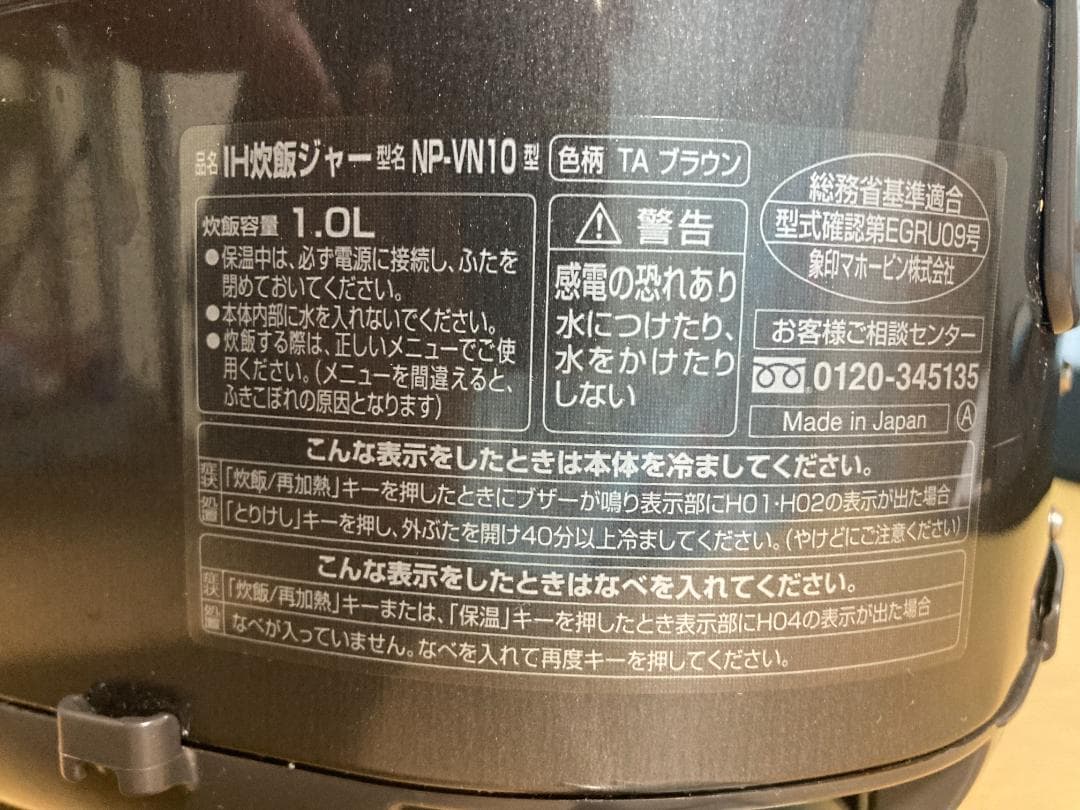 品名 IH炊飯ジャー 型名 NP-VN10 型
色柄 TA ブラウン
炊飯容量 1.0L
●保温中は、必ず電源に接続し、ふたを
閉めておいてください。
●本体内部に水を入れないでください。
●炊飯する際は、正しいメニューでご使
用ください。(メニューを間違えると、
ふきこぼれの原因となります)
⚠ 警告
感電の恐れあり
水につけたり、
水をかけたり
しない
総務省基準適合
型式確認第EGRU09号
象印マホービン株式会社
お客様ご相談センター
0120-345135
Made in Japan
A
こんな表示をしたときは本体を冷ましてください。
症状 「炊飯/再加熱」キーを押したときにブザーが鳴り表示部にH01・H02の表示が出た場合
処置 「とりけし」キーを押し、外ぶたを開け40分以上冷ましてください。(やけどにご注意ください)
こんな表示をしたときはなべを入れてください。
症状 「炊飯/再加熱」キーまたは、「保温」キーを押したとき表示部にH04の表示が出た場合
処置 なべが入っていません。なべを入れて再度キーを押してください。